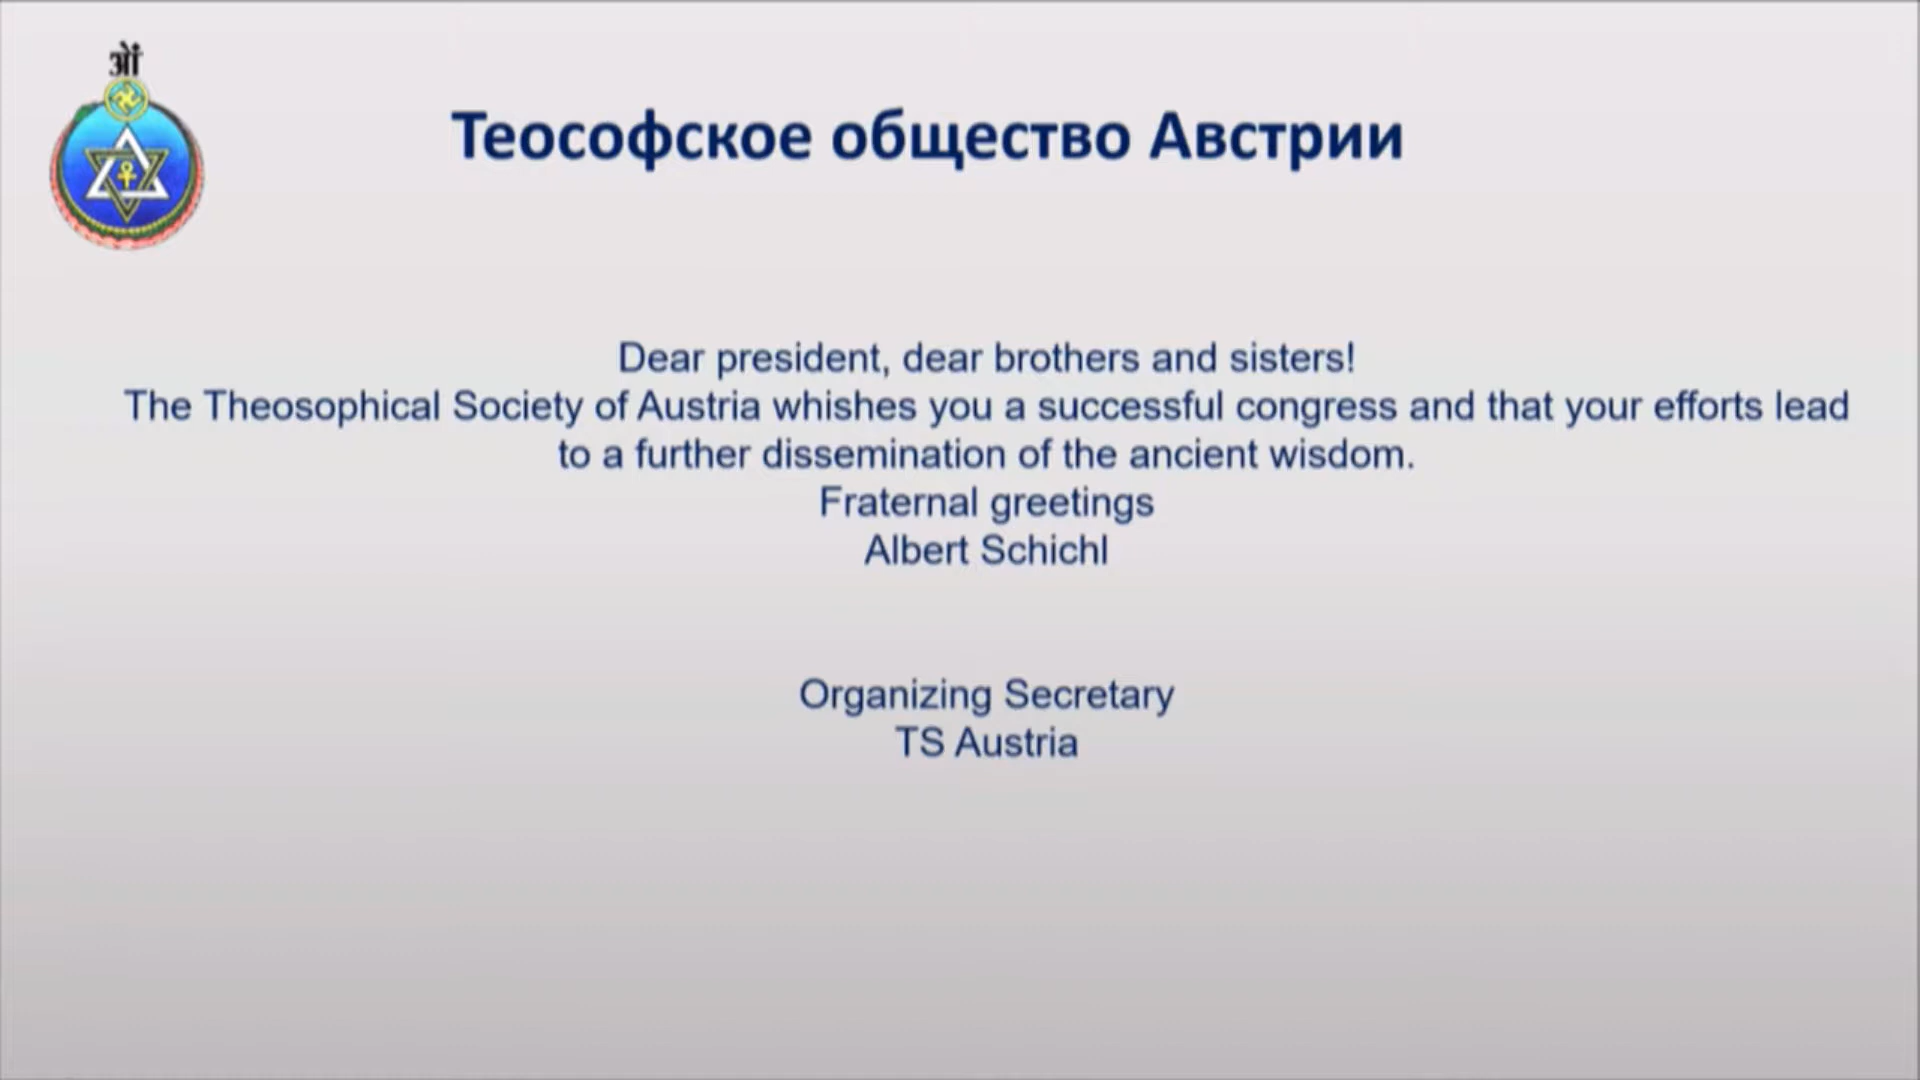 ओं
Теософское общество Австрии
Dear president, dear brothers and sisters!
The Theosophical Society of Austria whishes you a successful congress and that your efforts lead
to a further dissemination of the ancient wisdom.
Fraternal greetings
Albert Schichl
Organizing Secretary
TS Austria